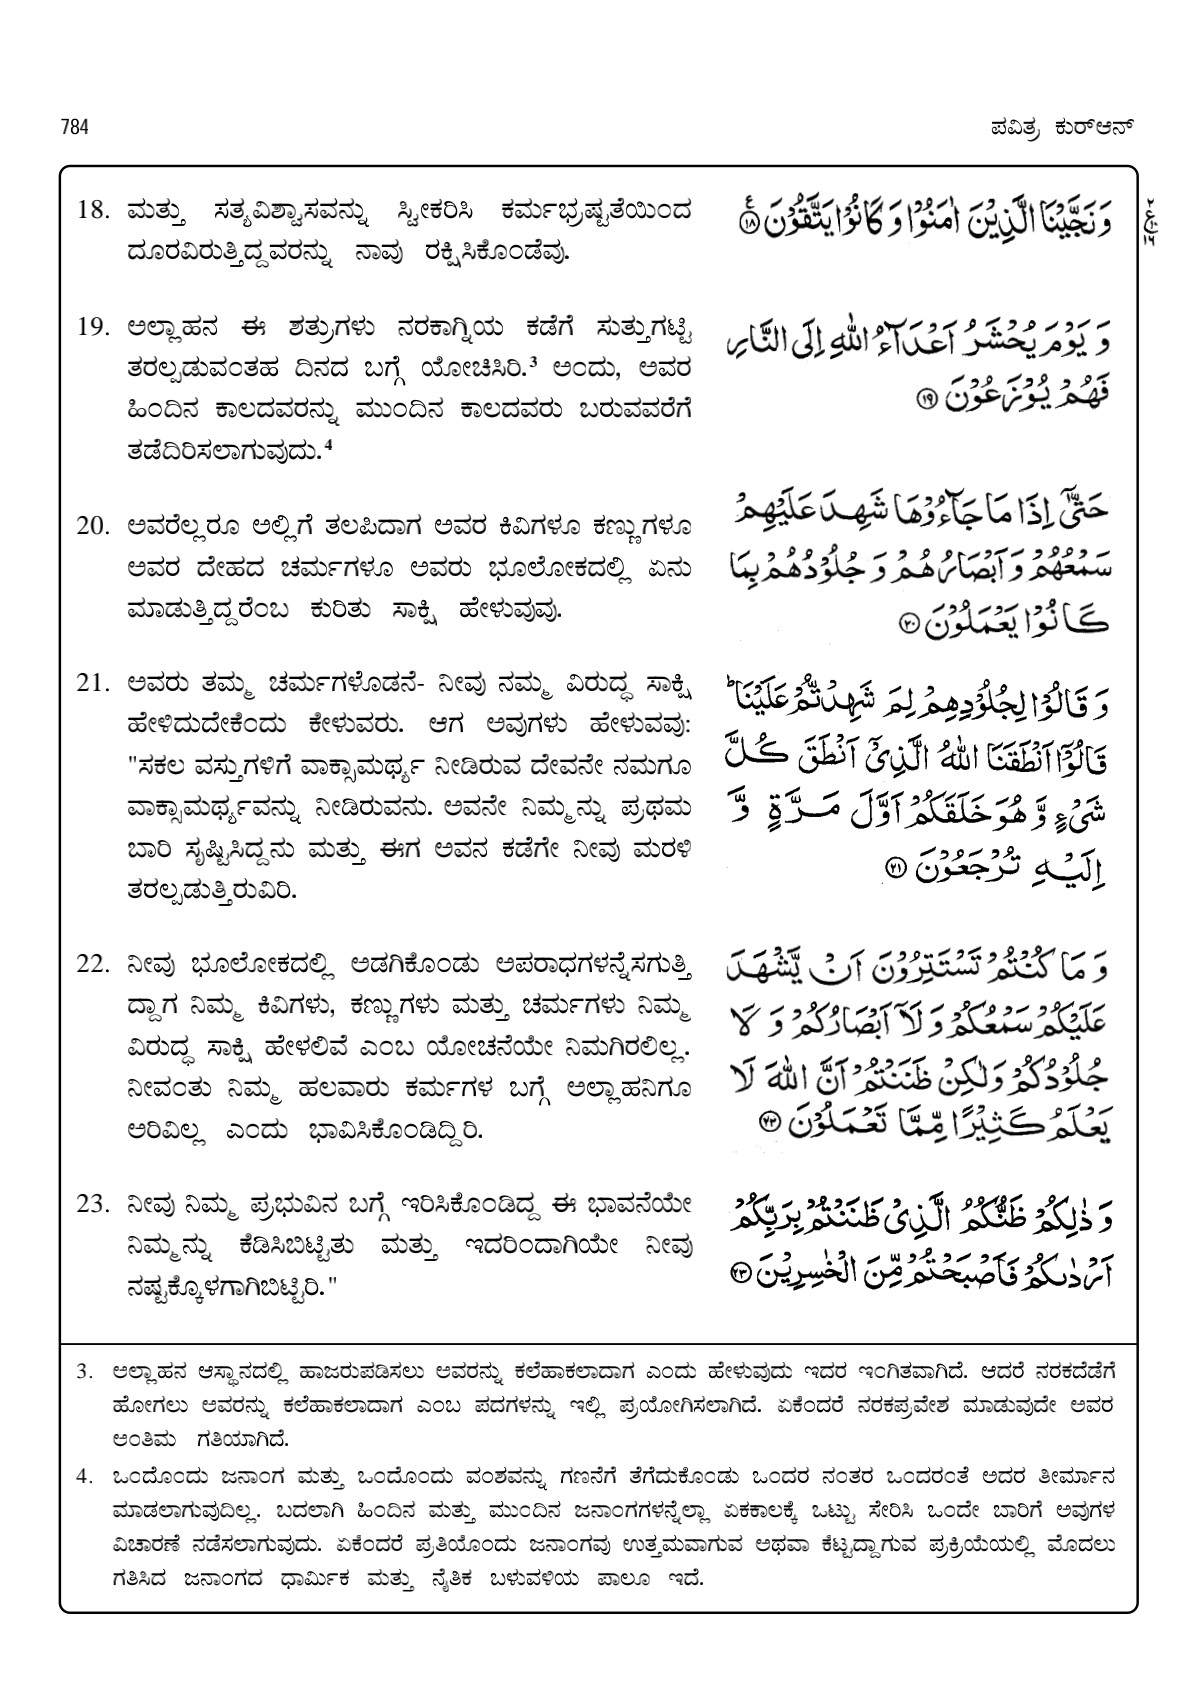 784
ಪವಿತ್ರ ಕುರ್‌ಆನ್
18. ಮತ್ತು ಸತ್ಯವಿಶ್ವಾಸವನ್ನು ಸ್ವೀಕರಿಸಿ ಕರ್ಮಭ್ರಷ್ಟತೆಯಿಂದ
ದೂರವಿರುತ್ತಿದ್ದವರನ್ನು ನಾವು ರಕ್ಷಿಸಿಕೊಂಡೆವು.
وَنَجَّيْنَا الَّذِيْنَ اٰمَنُوْا وَ كَانُوْا يَتَّقُوْنَ ۝۱۸
19. ಅಲ್ಲಾಹನ ಈ ಶತ್ರುಗಳು ನರಕಾಗ್ನಿಯ ಕಡೆಗೆ ಸುತ್ತುಗಟ್ಟಿ
ತರಲ್ಪಡುವಂತಹ ದಿನದ ಬಗ್ಗೆ ಯೋಚಿಸಿರಿ.³ ಅಂದು, ಅವರ
ಹಿಂದಿನ ಕಾಲದವರನ್ನು ಮುಂದಿನ ಕಾಲದವರು ಬರುವವರೆಗೆ
ತಡೆದಿರಿಸಲಾಗುವುದು.⁴
وَ يَوْمَ يُحْشَرُ اَعْدَآءُ اللّٰهِ اِلَى النَّارِ
فَهُمْ يُوْزَعُوْنَ ۝۱۹
20. ಅವರೆಲ್ಲರೂ ಅಲ್ಲಿಗೆ ತಲಪಿದಾಗ ಅವರ ಕಿವಿಗಳೂ ಕಣ್ಣುಗಳೂ
ಅವರ ದೇಹದ ಚರ್ಮಗಳೂ ಅವರು ಭೂಲೋಕದಲ್ಲಿ ಏನು
ಮಾಡುತ್ತಿದ್ದರೆಂಬ ಕುರಿತು ಸಾಕ್ಷಿ ಹೇಳುವುವು.
حَتّٰۤى اِذَا مَا جَآءُوْهَا شَهِدَ عَلَيْهِمْ
سَمْعُهُمْ وَ اَبْصَارُهُمْ وَ جُلُوْدُهُمْ بِمَا
كَانُوْا يَعْمَلُوْنَ ۝۲۰
21. ಅವರು ತಮ್ಮ ಚರ್ಮಗಳೊಡನೆ- ನೀವು ನಮ್ಮ ವಿರುದ್ಧ ಸಾಕ್ಷಿ
ಹೇಳಿದುದೇಕೆಂದು ಕೇಳುವರು. ಆಗ ಅವುಗಳು ಹೇಳುವವು:
"ಸಕಲ ವಸ್ತುಗಳಿಗೆ ವಾಕ್ಸಾಮರ್ಥ್ಯ ನೀಡಿರುವ ದೇವನೇ ನಮಗೂ
ವಾಕ್ಸಾಮರ್ಥ್ಯವನ್ನು ನೀಡಿರುವನು. ಅವನೇ ನಿಮ್ಮನ್ನು ಪ್ರಥಮ
ಬಾರಿ ಸೃಷ್ಟಿಸಿದ್ದನು ಮತ್ತು ಈಗ ಅವನ ಕಡೆಗೇ ನೀವು ಮರಳಿ
ತರಲ್ಪಡುತ್ತಿರುವಿರಿ.
وَ قَالُوْا لِجُلُوْدِهِمْ لِمَ شَهِدْتُّمْ عَلَيْنَا ؕ
قَالُوْۤا اَنْطَقَنَا اللّٰهُ الَّذِیْۤ اَنْطَقَ كُلَّ
شَیْءٍ وَّ هُوَ خَلَقَكُمْ اَوَّلَ مَرَّةٍ وَّ
اِلَيْهِ تُرْجَعُوْنَ ۝۲۱
22. ನೀವು ಭೂಲೋಕದಲ್ಲಿ ಅಡಗಿಕೊಂಡು ಅಪರಾಧಗಳನ್ನೆಸಗುತ್ತಿ
ದ್ದಾಗ ನಿಮ್ಮ ಕಿವಿಗಳು, ಕಣ್ಣುಗಳು ಮತ್ತು ಚರ್ಮಗಳು ನಿಮ್ಮ
ವಿರುದ್ಧ ಸಾಕ್ಷಿ ಹೇಳಲಿವೆ ಎಂಬ ಯೋಚನೆಯೇ ನಿಮಗಿರಲಿಲ್ಲ.
ನೀವಂತು ನಿಮ್ಮ ಹಲವಾರು ಕರ್ಮಗಳ ಬಗ್ಗೆ ಅಲ್ಲಾಹನಿಗೂ
ಅರಿವಿಲ್ಲ ಎಂದು ಭಾವಿಸಿಕೊಂಡಿದ್ದಿರಿ.
وَ مَا كُنْتُمْ تَسْتَتِرُوْنَ اَنْ يَّشْهَدَ
عَلَيْكُمْ سَمْعُكُمْ وَ لَاۤ اَبْصَارُكُمْ وَ لَا
جُلُوْدُكُمْ وَلٰكِنْ ظَنَنْتُمْ اَنَّ اللّٰهَ لَا
يَعْلَمُ كَثِيْرًا مِّمَّا تَعْمَلُوْنَ ۝۲۲
23. ನೀವು ನಿಮ್ಮ ಪ್ರಭುವಿನ ಬಗ್ಗೆ ಇರಿಸಿಕೊಂಡಿದ್ದ ಈ ಭಾವನೆಯೇ
ನಿಮ್ಮನ್ನು ಕೆಡಿಸಿಬಿಟ್ಟಿತು ಮತ್ತು ಇದರಿಂದಾಗಿಯೇ ನೀವು
ನಷ್ಟಕ್ಕೊಳಗಾಗಿಬಿಟ್ಟಿರಿ."
وَ ذٰلِكُمْ ظَنُّكُمُ الَّذِیْ ظَنَنْتُمْ بِرَبِّكُمْ
اَرْدٰىكُمْ فَاَصْبَحْتُمْ مِّنَ الْخٰسِرِيْنَ ۝۲۳
3. ಅಲ್ಲಾಹನ ಆಸ್ಥಾನದಲ್ಲಿ ಹಾಜರುಪಡಿಸಲು ಅವರನ್ನು ಕಲೆಹಾಕಲಾದಾಗ ಎಂದು ಹೇಳುವುದು ಇದರ ಇಂಗಿತವಾಗಿದೆ. ಆದರೆ ನರಕದೆಡೆಗೆ
ಹೋಗಲು ಅವರನ್ನು ಕಲೆಹಾಕಲಾದಾಗ ಎಂಬ ಪದಗಳನ್ನು ಇಲ್ಲಿ ಪ್ರಯೋಗಿಸಲಾಗಿದೆ. ಏಕೆಂದರೆ ನರಕಪ್ರವೇಶ ಮಾಡುವುದೇ ಅವರ
ಅಂತಿಮ ಗತಿಯಾಗಿದೆ.
4. ಒಂದೊಂದು ಜನಾಂಗ ಮತ್ತು ಒಂದೊಂದು ವಂಶವನ್ನು ಗಣನೆಗೆ ತೆಗೆದುಕೊಂಡು ಒಂದರ ನಂತರ ಒಂದರಂತೆ ಅದರ ತೀರ್ಮಾನ
ಮಾಡಲಾಗುವುದಿಲ್ಲ. ಬದಲಾಗಿ ಹಿಂದಿನ ಮತ್ತು ಮುಂದಿನ ಜನಾಂಗಗಳನ್ನೆಲ್ಲಾ ಏಕಕಾಲಕ್ಕೆ ಒಟ್ಟು ಸೇರಿಸಿ ಒಂದೇ ಬಾರಿಗೆ ಅವುಗಳ
ವಿಚಾರಣೆ ನಡೆಸಲಾಗುವುದು. ಏಕೆಂದರೆ ಪ್ರತಿಯೊಂದು ಜನಾಂಗವು ಉತ್ತಮವಾಗುವ ಅಥವಾ ಕೆಟ್ಟದ್ದಾಗುವ ಪ್ರಕ್ರಿಯೆಯಲ್ಲಿ ಮೊದಲು
ಗತಿಸಿದ ಜನಾಂಗದ ಧಾರ್ಮಿಕ ಮತ್ತು ನೈತಿಕ ಬಳುವಳಿಯ ಪಾಲೂ ಇದೆ.